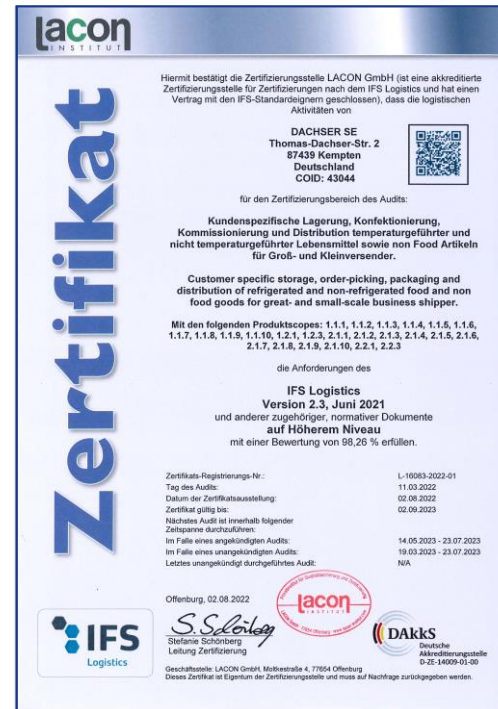 lacon
INSTITUT
Zertifikat
Hiermit bestätigt die Zertifizierungsstelle LACON GmbH (ist eine akkreditierte
Zertifizierungsstelle für Zertifizierungen nach dem IFS Logistics und hat einen
Vertrag mit den IFS-Standardeignern geschlossen), dass die logistischen
Aktivitäten von
DACHSER SE
Thomas-Dachser-Str. 2
87439 Kempten
Deutschland
COID: 43044
für den Zertifizierungsbereich des Audits:
Kundenspezifische Lagerung, Konfektionierung,
Kommissionierung und Distribution temperaturgeführter und
nicht temperaturgeführter Lebensmittel sowie non Food Artikeln
für Groß- und Kleinversender.
Customer specific storage, order-picking, packaging and
distribution of refrigerated and non-refrigerated food and non
food goods for great- and small-scale business shipper.
Mit den folgenden Produktscopes: 1.1.1, 1.1.2, 1.1.3, 1.1.4, 1.1.5, 1.1.6,
1.1.7, 1.1.8, 1.1.9, 1.1.10, 1.2.1, 1.2.3, 2.1.1, 2.1.2, 2.1.3, 2.1.4, 2.1.5, 2.1.6,
2.1.7, 2.1.8, 2.1.9, 2.1.10, 2.2.1, 2.2.3
die Anforderungen des
IFS Logistics
Version 2.3, Juni 2021
und anderer zugehöriger, normativer Dokumente
auf Höherem Niveau
mit einer Bewertung von 98,26 % erfüllen.
Zertifikats-Registrierungs-Nr.: L-16083-2022-01
Tag des Audits: 11.03.2022
Datum der Zertifikatsausstellung: 02.08.2022
Zertifikat gültig bis: 02.09.2023
Nächstes Audit ist innerhalb folgender
Zeitspanne durchzuführen:
Im Falle eines angekündigten Audits: 14.05.2023 - 23.07.2023
Im Falle eines unangekündigten Audits: 19.03.2023 - 23.07.2023
Letztes unangekündigt durchgeführtes Audit: N/A
Offenburg, 02.08.2022
lacon
INSTITUT
S. Schönberg
Stefanie Schönberg
Leitung Zertifizierung
IFS
Logistics
DAkkS
Deutsche
Akkreditierungsstelle
D-ZE-14009-01-00
Geschäftsstelle: LACON GmbH, Moltkestraße 4, 77654 Offenburg
Dieses Zertifikat ist Eigentum der Zertifizierungsstelle und muss auf Nachfrage zurückgegeben werden.